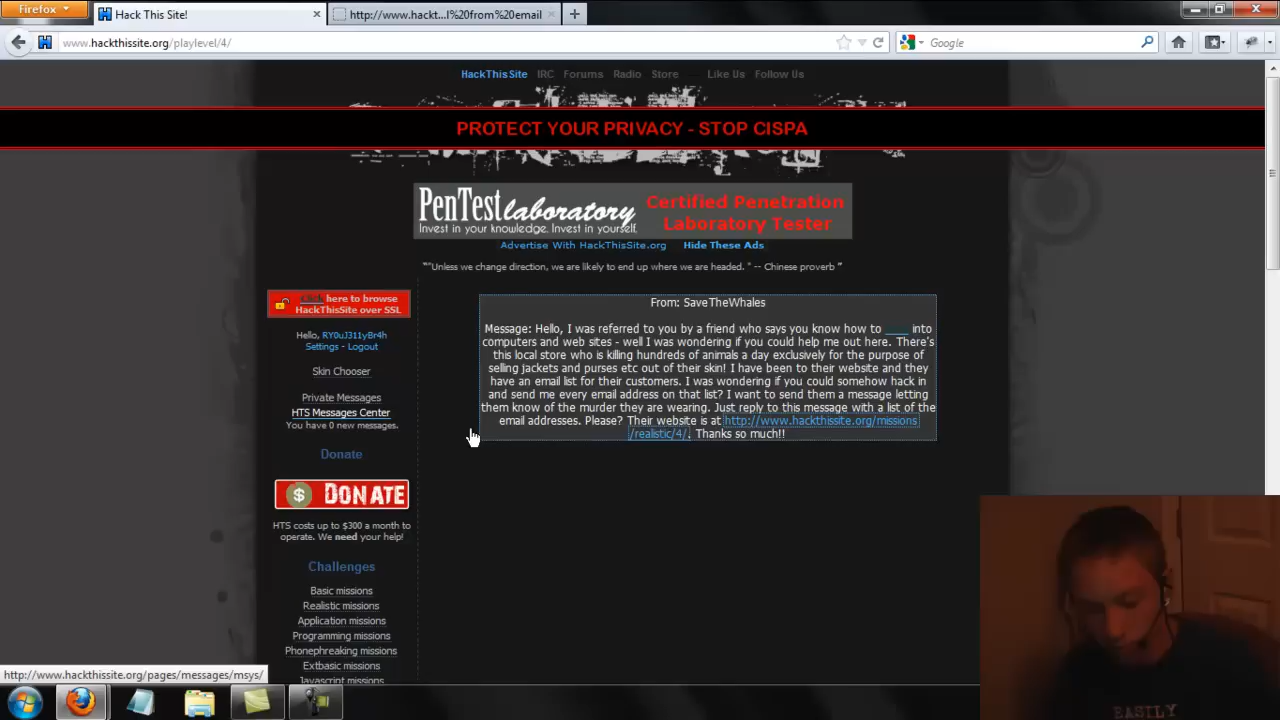 Firefox
Hack This Site!
http://www.hackt...l%20from%20email
www.hackthissite.org/playlevel/4/
Google
HackThisSite IRC Forums Radio Store Like Us Follow Us
PROTECT YOUR PRIVACY - STOP CISPA
PenTest laboratory
Invest in your knowledge. Invest in yourself.
Certified Penetration
Laboratory Tester
Advertise With HackThisSite.org Hide These Ads
"Unless we change direction, we are likely to end up where we are headed. " -- Chinese proverb "
Click here to browse
HackThisSite over SSL
Hello, RY0uJ311yBr4h
Settings - Logout
Skin Chooser
Private Messages
HTS Messages Center
You have 0 new messages.
Donate
$ DONATE
HTS costs up to $300 a month to
operate. We need your help!
Challenges
Basic missions
Realistic missions
Application missions
Programming missions
Phonephreaking missions
Extbasic missions
Javascript missions
From: SaveTheWhales
Message: Hello, I was referred to you by a friend who says you know how to ____ into
computers and web sites - well I was wondering if you could help me out here. There's
this local store who is killing hundreds of animals a day exclusively for the purpose of
selling jackets and purses etc out of their skin! I have been to their website and they
have an email list for their customers. I was wondering if you could somehow hack in
and send me every email address on that list? I want to send them a message letting
them know of the murder they are wearing. Just reply to this message with a list of the
email addresses. Please? Their website is at http://www.hackthissite.org/missions
/realistic/4/. Thanks so much!!
http://www.hackthissite.org/pages/messages/msys/
EASILY